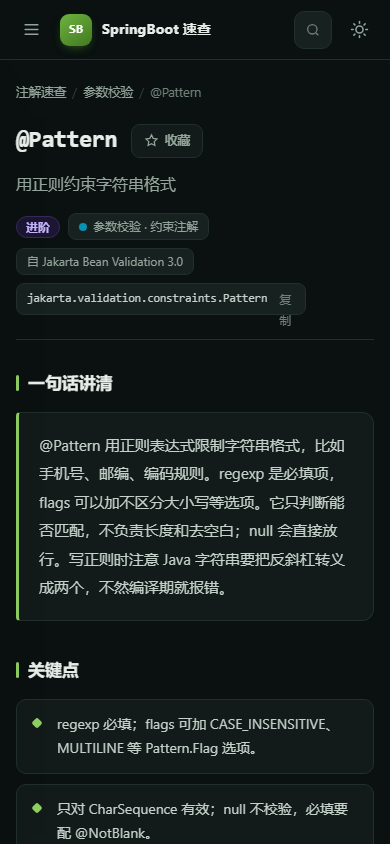 SB SpringBoot 速查
注解速查 / 参数校验 / @Pattern
@Pattern 收藏
用正则约束字符串格式
进阶 参数校验 · 约束注解
自 Jakarta Bean Validation 3.0
jakarta.validation.constraints.Pattern 复
制
一句话讲清
@Pattern 用正则表达式限制字符串格式，比如
手机号、邮编、编码规则。regexp 是必填项，
flags 可以加不区分大小写等选项。它只判断能
否匹配，不负责长度和去空白；null 会直接放
行。写正则时注意 Java 字符串要把反斜杠转义
成两个，不然编译期就报错。
关键点
regexp 必填；flags 可加 CASE_INSENSITIVE、
MULTILINE 等 Pattern.Flag 选项。
只对 CharSequence 有效；null 不校验，必填要
配 @NotBlank。